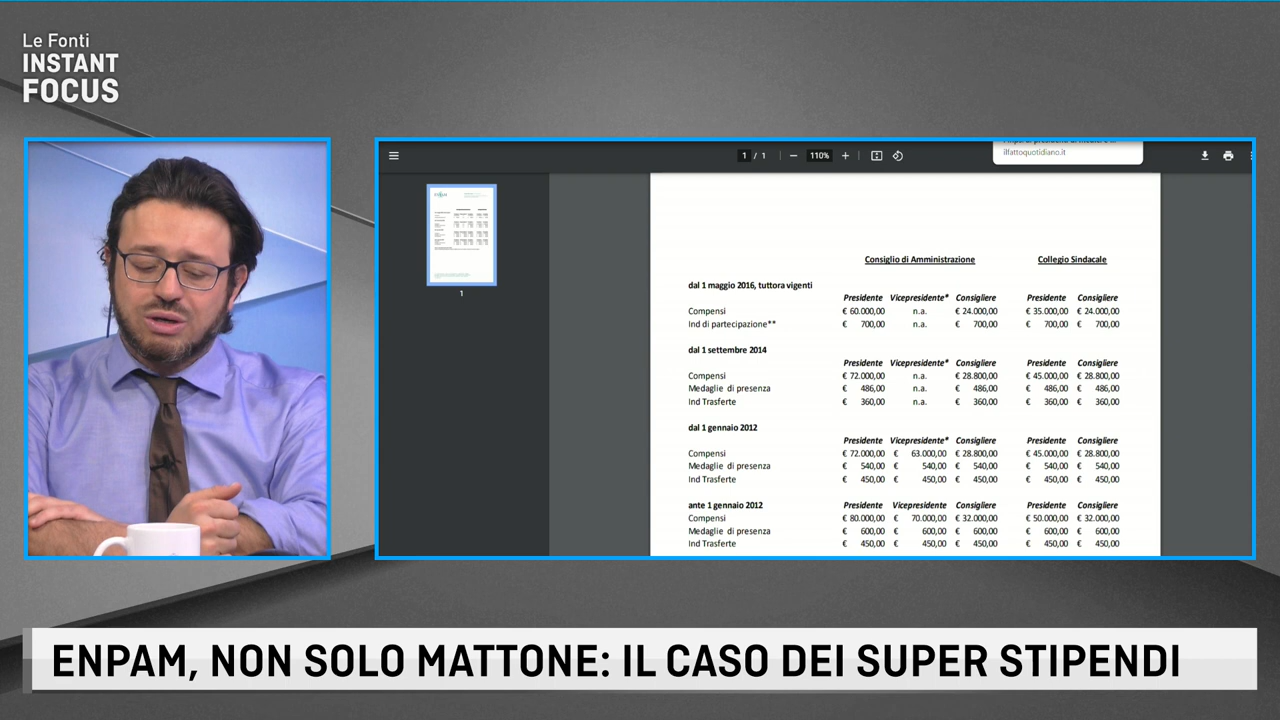 Le Fonti
INSTANT
FOCUS
1 / 1
110%
ilfattoquotidiano.it
1
Consiglio di Amministrazione Collegio Sindacale
dal 1 maggio 2016, tuttora vigenti
Presidente Vicepresidente* Consigliere Presidente Consigliere
Compensi € 60.000,00 n.a. € 24.000,00 € 35.000,00 € 24.000,00
Ind di partecipazione** € 700,00 n.a. € 700,00 € 700,00 € 700,00
dal 1 settembre 2014
Presidente Vicepresidente* Consigliere Presidente Consigliere
Compensi € 72.000,00 n.a. € 28.800,00 € 45.000,00 € 28.800,00
Medaglie di presenza € 486,00 n.a. € 486,00 € 486,00 € 486,00
Ind Trasferte € 360,00 n.a. € 360,00 € 360,00 € 360,00
dal 1 gennaio 2012
Presidente Vicepresidente* Consigliere Presidente Consigliere
Compensi € 72.000,00 € 63.000,00 € 28.800,00 € 45.000,00 € 28.800,00
Medaglie di presenza € 540,00 € 540,00 € 540,00 € 540,00 € 540,00
Ind Trasferte € 450,00 € 450,00 € 450,00 € 450,00 € 450,00
ante 1 gennaio 2012 Presidente Vicepresidente Consigliere Presidente Consigliere
Compensi € 80.000,00 € 70.000,00 € 32.000,00 € 50.000,00 € 32.000,00
Medaglie di presenza € 600,00 € 600,00 € 600,00 € 600,00 € 600,00
Ind Trasferte € 450,00 € 450,00 € 450,00 € 450,00 € 450,00
ENPAM, NON SOLO MATTONE: IL CASO DEI SUPER STIPENDI